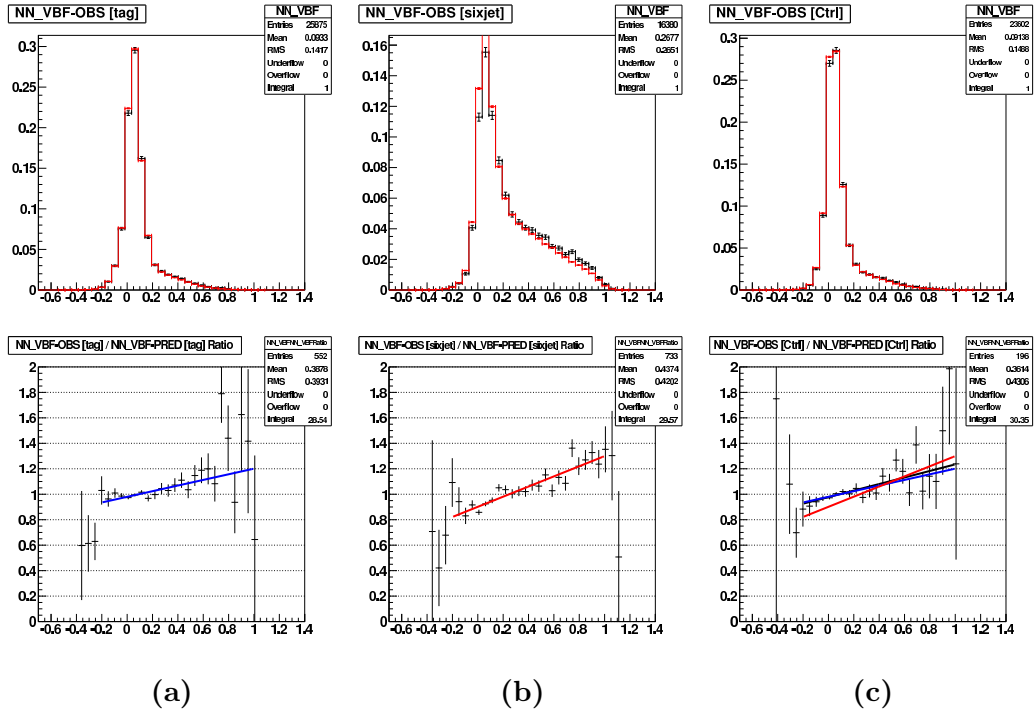 NN_VBF-OBS [tag]
NN_VBF
Entries 25875
Mean 0.0933
RMS 0.1417
Underflow 0
Overflow 0
Integral 1
0.3
0.25
0.2
0.15
0.1
0.05
0
-0.6 -0.4 -0.2 0 0.2 0.4 0.6 0.8 1 1.2 1.4
NN_VBF-OBS [sixjet]
NN_VBF
Entries 16380
Mean 0.2677
RMS 0.2651
Underflow 0
Overflow 0
Integral 1
0.16
0.14
0.12
0.1
0.08
0.06
0.04
0.02
0
-0.6 -0.4 -0.2 0 0.2 0.4 0.6 0.8 1 1.2 1.4
NN_VBF-OBS [Ctrl]
NN_VBF
Entries 23602
Mean 0.09138
RMS 0.1488
Underflow 0
Overflow 0
Integral 1
0.3
0.25
0.2
0.15
0.1
0.05
0
-0.6 -0.4 -0.2 0 0.2 0.4 0.6 0.8 1 1.2 1.4
NN_VBF-OBS [tag] / NN_VBF-PRED [tag] Ratio
NN_VBFNN_VBFRatio
Entries 552
Mean 0.3878
RMS 0.3931
Underflow 0
Overflow 0
Integral 28.54
2
1.8
1.6
1.4
1.2
1
0.8
0.6
0.4
0.2
0
-0.6 -0.4 -0.2 0 0.2 0.4 0.6 0.8 1 1.2 1.4
NN_VBF-OBS [sixjet] / NN_VBF-PRED [sixjet] Ratio
NN_VBFNN_VBFRatio
Entries 733
Mean 0.4374
RMS 0.4202
Underflow 0
Overflow 0
Integral 29.57
2
1.8
1.6
1.4
1.2
1
0.8
0.6
0.4
0.2
0
-0.6 -0.4 -0.2 0 0.2 0.4 0.6 0.8 1 1.2 1.4
NN_VBF-OBS [Ctrl] / NN_VBF-PRED [Ctrl] Ratio
NN_VBFNN_VBFRatio
Entries 196
Mean 0.3614
RMS 0.4306
Underflow 0
Overflow 0
Integral 30.35
2
1.8
1.6
1.4
1.2
1
0.8
0.6
0.4
0.2
0
-0.6 -0.4 -0.2 0 0.2 0.4 0.6 0.8 1 1.2 1.4
(a) (b) (c)